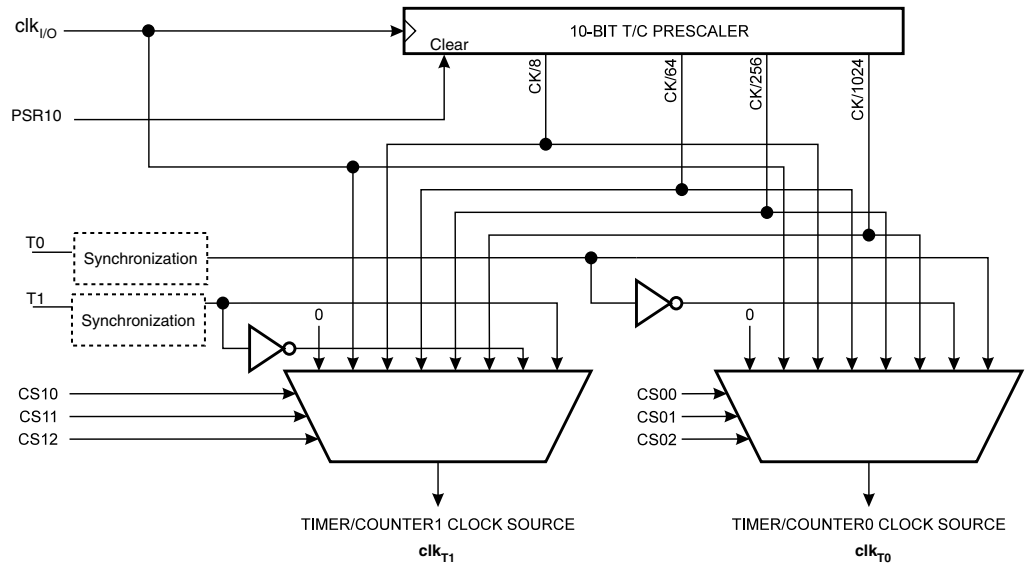 clkI/O
10-BIT T/C PRESCALER
Clear
CK/8
CK/64
CK/256
CK/1024
PSR10
T0
Synchronization
T1
Synchronization
0
0
CS10
CS11
CS12
CS00
CS01
CS02
TIMER/COUNTER1 CLOCK SOURCE
clkT1
TIMER/COUNTER0 CLOCK SOURCE
clkT0